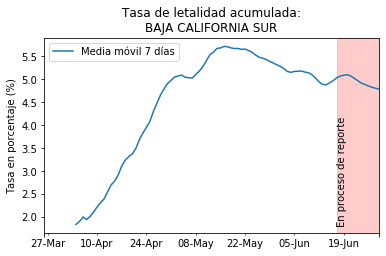 Tasa de letalidad acumulada:
BAJA CALIFORNIA SUR
Media móvil 7 días
Tasa en porcentaje (%)
5.5
5.0
4.5
4.0
3.5
3.0
2.5
2.0
En proceso de reporte
27-Mar 10-Apr 24-Apr 08-May 22-May 05-Jun 19-Jun